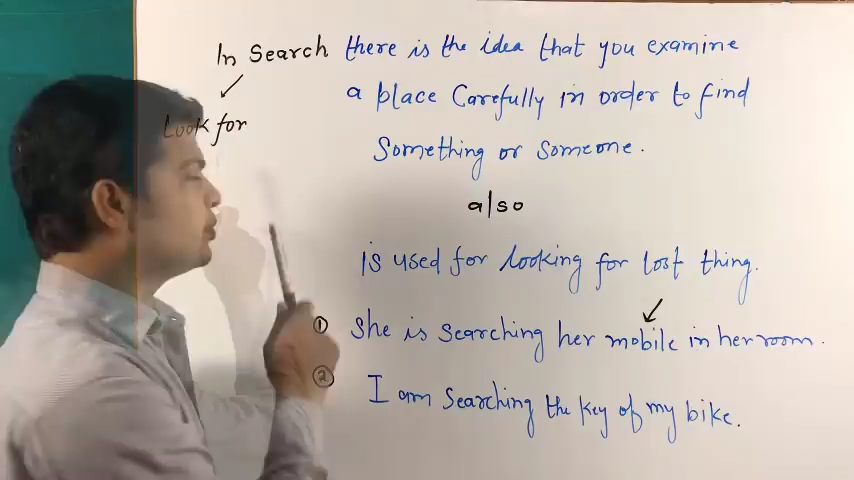 In Search there is the idea that you examine
a place Carefully in order to find
Look for
Something or Someone.
also
is used for looking for lost thing.
① She is searching her mobile in her room.
② I am Searching the key of my bike.